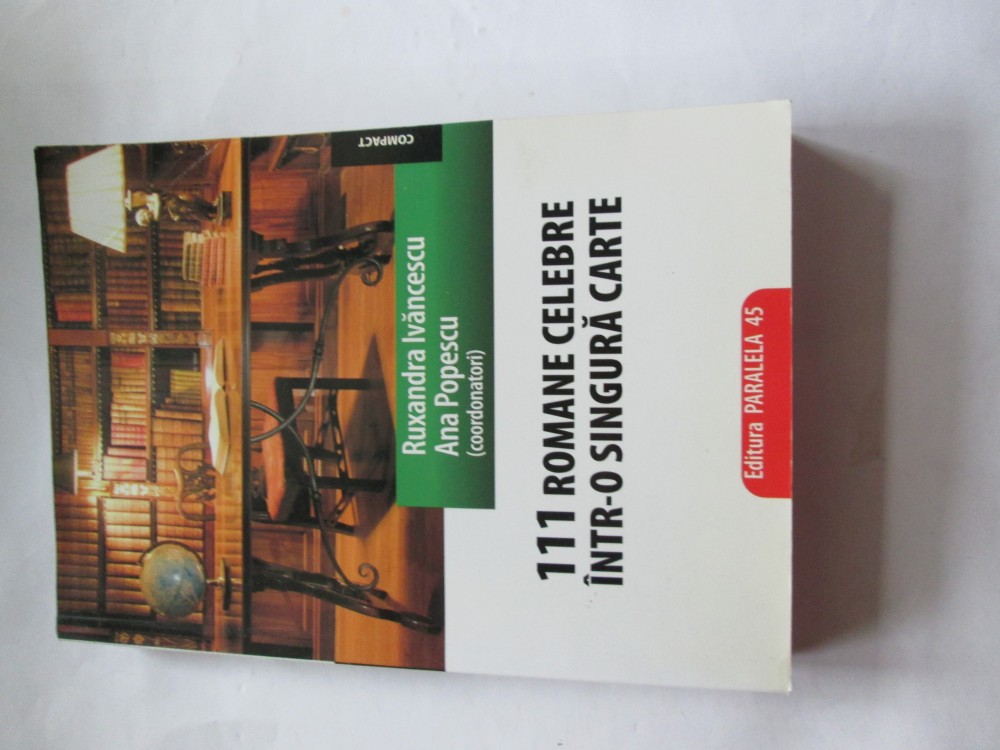 COMPACT
Ruxandra Ivăncescu
Ana Popescu
(coordonatori)
111 ROMANE CELEBRE
ÎNTR-O SINGURĂ CARTE
Editura PARALELA 45